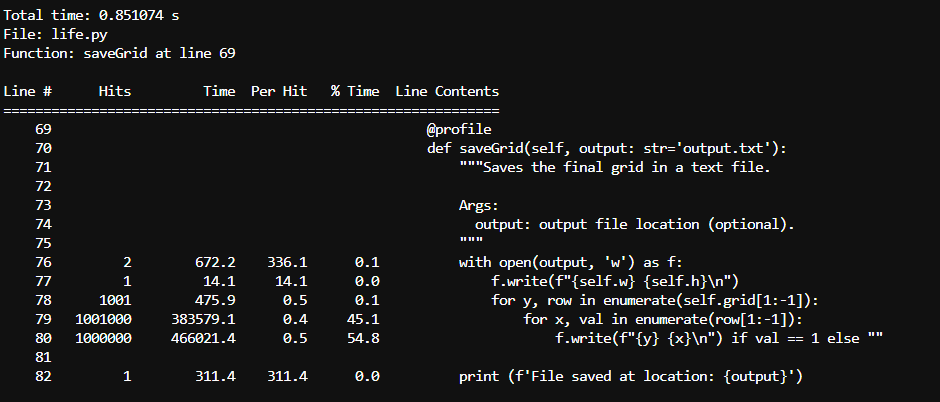 Total time: 0.851074 s
File: life.py
Function: saveGrid at line 69

Line #      Hits         Time  Per Hit   % Time  Line Contents
==============================================================
    69                                               @profile
    70                                               def saveGrid(self, output: str='output.txt'):
    71                                                   """Saves the final grid in a text file.
    72
    73                                                   Args:
    74                                                     output: output file location (optional).
    75                                                   """
    76         2        672.2    336.1      0.1          with open(output, 'w') as f:
    77         1         14.1     14.1      0.0              f.write(f"{self.w} {self.h}\n")
    78      1001        475.9      0.5      0.1              for y, row in enumerate(self.grid[1:-1]):
    79   1001000     383579.1      0.4     45.1                  for x, val in enumerate(row[1:-1]):
    80   1000000     466021.4      0.5     54.8                      f.write(f"{y} {x}\n") if val == 1 else ""
    81
    82         1        311.4    311.4      0.0          print (f'File saved at location: {output}')